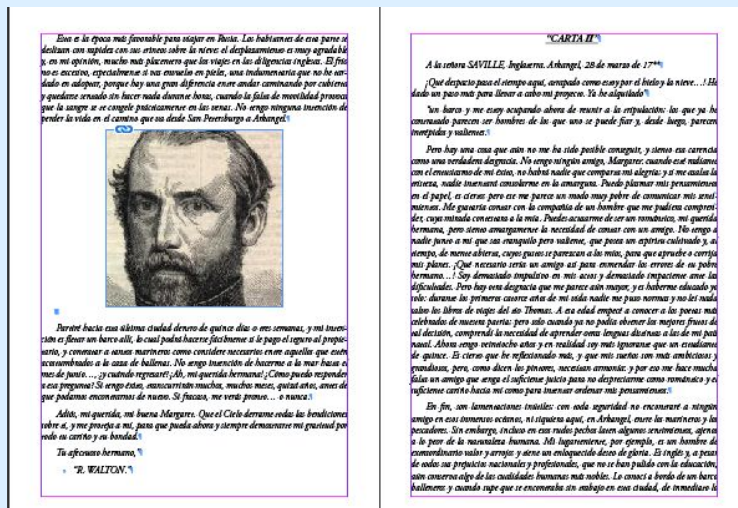 Esta es la época más favorable para viajar en Rusia. Los habitantes de esta parte se
deslizan con rapidez con sus trineos sobre la nieve: el desplazamiento es muy agradable
y, en mi opinión, mucho más placentero que los viajes en las diligencias inglesas. El frío
no es excesivo, especialmente si vas envuelto en pieles, una indumentaria que no he tar-
dado en adoptar, porque hay una gran diferencia entre andar caminando por cubierta
y quedarse sentado sin hacer nada durante horas, cuando la falta de movilidad provoca
que la sangre se te congele prácticamente en las venas. No tengo ninguna intención de
perder la vida en el camino que va desde San Petersburgo a Arkangel.
Partiré hacia esta última ciudad dentro de quince días o tres semanas, y mi inten-
ción es fletar un barco allí, lo cual podrá hacerse fácilmente si le pago el seguro al propie-
tario, y contratar a tantos marineros como considere necesarios entre aquellos que estén
acostumbrados a la caza de ballenas. No tengo intención de hacerme a la mar hasta el
mes de junio…, ¿y cuándo regresaré? ¡Ah, mi querida hermana! ¿Cómo puedo responder
a esa pregunta? Si tengo éxito, transcurrirán muchos, muchos meses, quizá años, antes de
que podamos encontrarnos de nuevo. Si fracaso, me verás pronto… o nunca.
Adiós, mi querida, mi buena Margaret. Que el Cielo derrame todas las bendiciones
sobre ti, y me proteja a mí, para que pueda ahora y siempre demostrarte mi gratitud por
todo tu cariño y tu bondad.
Tu afectuoso hermano,
"R. WALTON.
"CARTA II"
A la señora SAVILLE, Inglaterra. Arkangel, 28 de marzo de 17**
¡Qué despacio pasa el tiempo aquí, atrapado como estoy por el hielo y la nieve…! He
dado un paso más para llevar a cabo mi proyecto. Ya he alquilado
"un barco y me estoy ocupando ahora de reunir a la tripulación: los que ya he
contratado parecen ser hombres de los que uno se puede fiar y, desde luego, parecen
intrépidos y valientes.
Pero hay una cosa que aún no me ha sido posible conseguir, y siento esa carencia
como una verdadera desgracia. No tengo ningún amigo, Margaret: cuando esté radiante
con el entusiasmo de mi éxito, no habrá nadie que comparta mi alegría; y si me asalta la
tristeza, nadie intentará consolarme en la amargura. Puedo plasmar mis pensamientos
en el papel, es cierto; pero ese me parece un modo muy pobre de comunicar mis senti-
mientos. Me gustaría contar con la compañía de un hombre que me pudiera compren-
der, cuya mirada contestara a la mía. Puedes acusarme de ser un romántico, mi querida
hermana, pero siento amargamente la necesidad de contar con un amigo. No tengo a
nadie junto a mí que sea tranquilo pero valiente, que posea un espíritu cultivado y, al
tiempo, de mente abierta, cuyos gustos se parezcan a los míos, para que apruebe o corrija
mis planes. ¡Qué necesario sería un amigo así para enmendar los errores de tu pobre
hermano…! Soy demasiado impulsivo en mis actos y demasiado impaciente ante las
dificultades. Pero hay otra desgracia que me parece aún mayor, y es haberme educado yo
solo: durante los primeros catorce años de mi vida nadie me puso normas y no leí nada
salvo los libros de viajes del tío Thomas. A esa edad empecé a conocer a los poetas más
celebrados de nuestra patria; pero solo cuando ya no podía obtener los mejores frutos de
tal decisión, comprendí la necesidad de aprender otras lenguas distintas a las de mi país
natal. Ahora tengo veintiocho años y en realidad soy más ignorante que un estudiante
de quince. Es cierto que he reflexionado más, y que mis sueños son más ambiciosos y
grandiosos, pero, como dicen los pintores, necesitan armonía: y por eso me hace mucha
falta un amigo que tenga el suficiente juicio para no despreciarme como romántico y el
suficiente cariño hacia mí como para intentar ordenar mis pensamientos.
En fin, son lamentaciones inútiles: con toda seguridad no encontraré a ningún
amigo en esos inmensos océanos, ni siquiera aquí, en Arkangel, entre los marineros y los
pescadores. Sin embargo, incluso en esos rudos pechos laten algunos sentimientos, ajenos
a lo peor de la naturaleza humana. Mi lugarteniente, por ejemplo, es un hombre de
extraordinario valor y arrojo; y tiene un enloquecido deseo de gloria. Es inglés y, a pesar
de todos sus prejuicios nacionales y profesionales, que no se han pulido con la educación,
aún conserva algo de las cualidades humanas más nobles. Lo conocí a bordo de un barco
ballenero; y cuando supe que se encontraba sin trabajo en esta ciudad, de inmediato lo